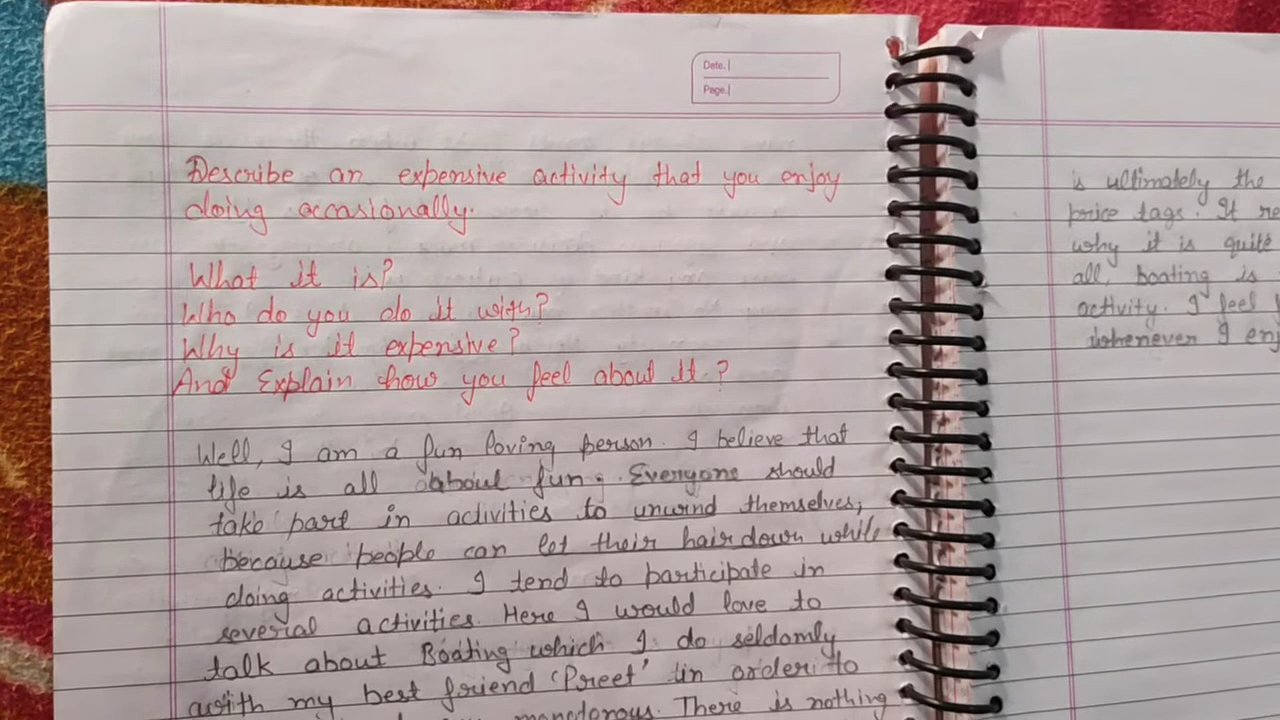 Date.
Page.
Describe an expensive activity that you enjoy
doing accasionally.
What it is?
Who do you do it with?
Why is it expensive?
And Explain how you feel about it?
Well, I am a fun loving person. I believe that
life is all about fun. Everyone should
take part in activities to unwind themselves,
because people can let their hair down while
doing activities. I tend to participate in
several activities. Here I would love to
talk about Boating which I do seldomly
with my best friend 'Preet' in order to
There is nothing
is ultimately the
price tags. It
why it is quite
all, boating is
activity. I feel
whenever I